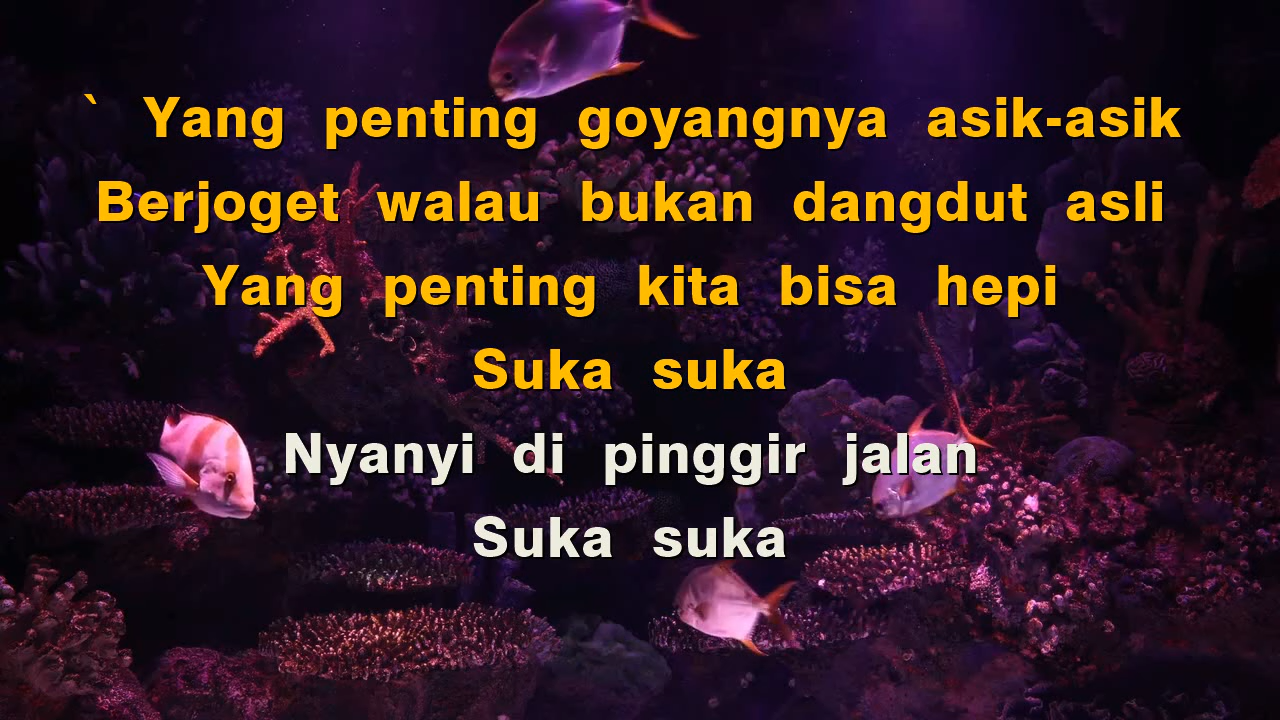 ` Yang penting goyangnya asik-asik
Berjoget walau bukan dangdut asli
Yang penting kita bisa hepi
Suka suka
Nyanyi di pinggir jalan
Suka suka